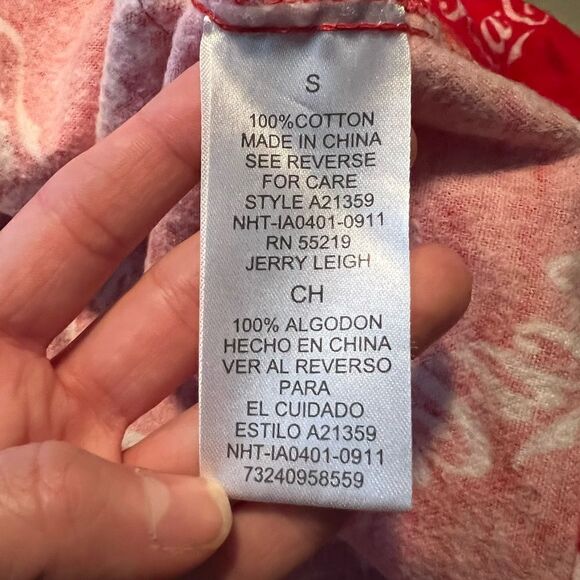 S
100%COTTON
MADE IN CHINA
SEE REVERSE
FOR CARE
STYLE A21359
NHT-IA0401-0911
RN 55219
JERRY LEIGH
CH
100% ALGODON
HECHO EN CHINA
VER AL REVERSO
PARA
EL CUIDADO
ESTILO A21359
NHT-IA0401-0911
73240958559